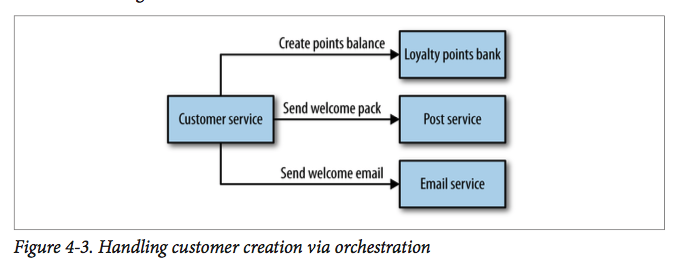 Create points balance
Loyalty points bank
Customer service
Send welcome pack
Post service
Send welcome email
Email service
Figure 4-3. Handling customer creation via orchestration